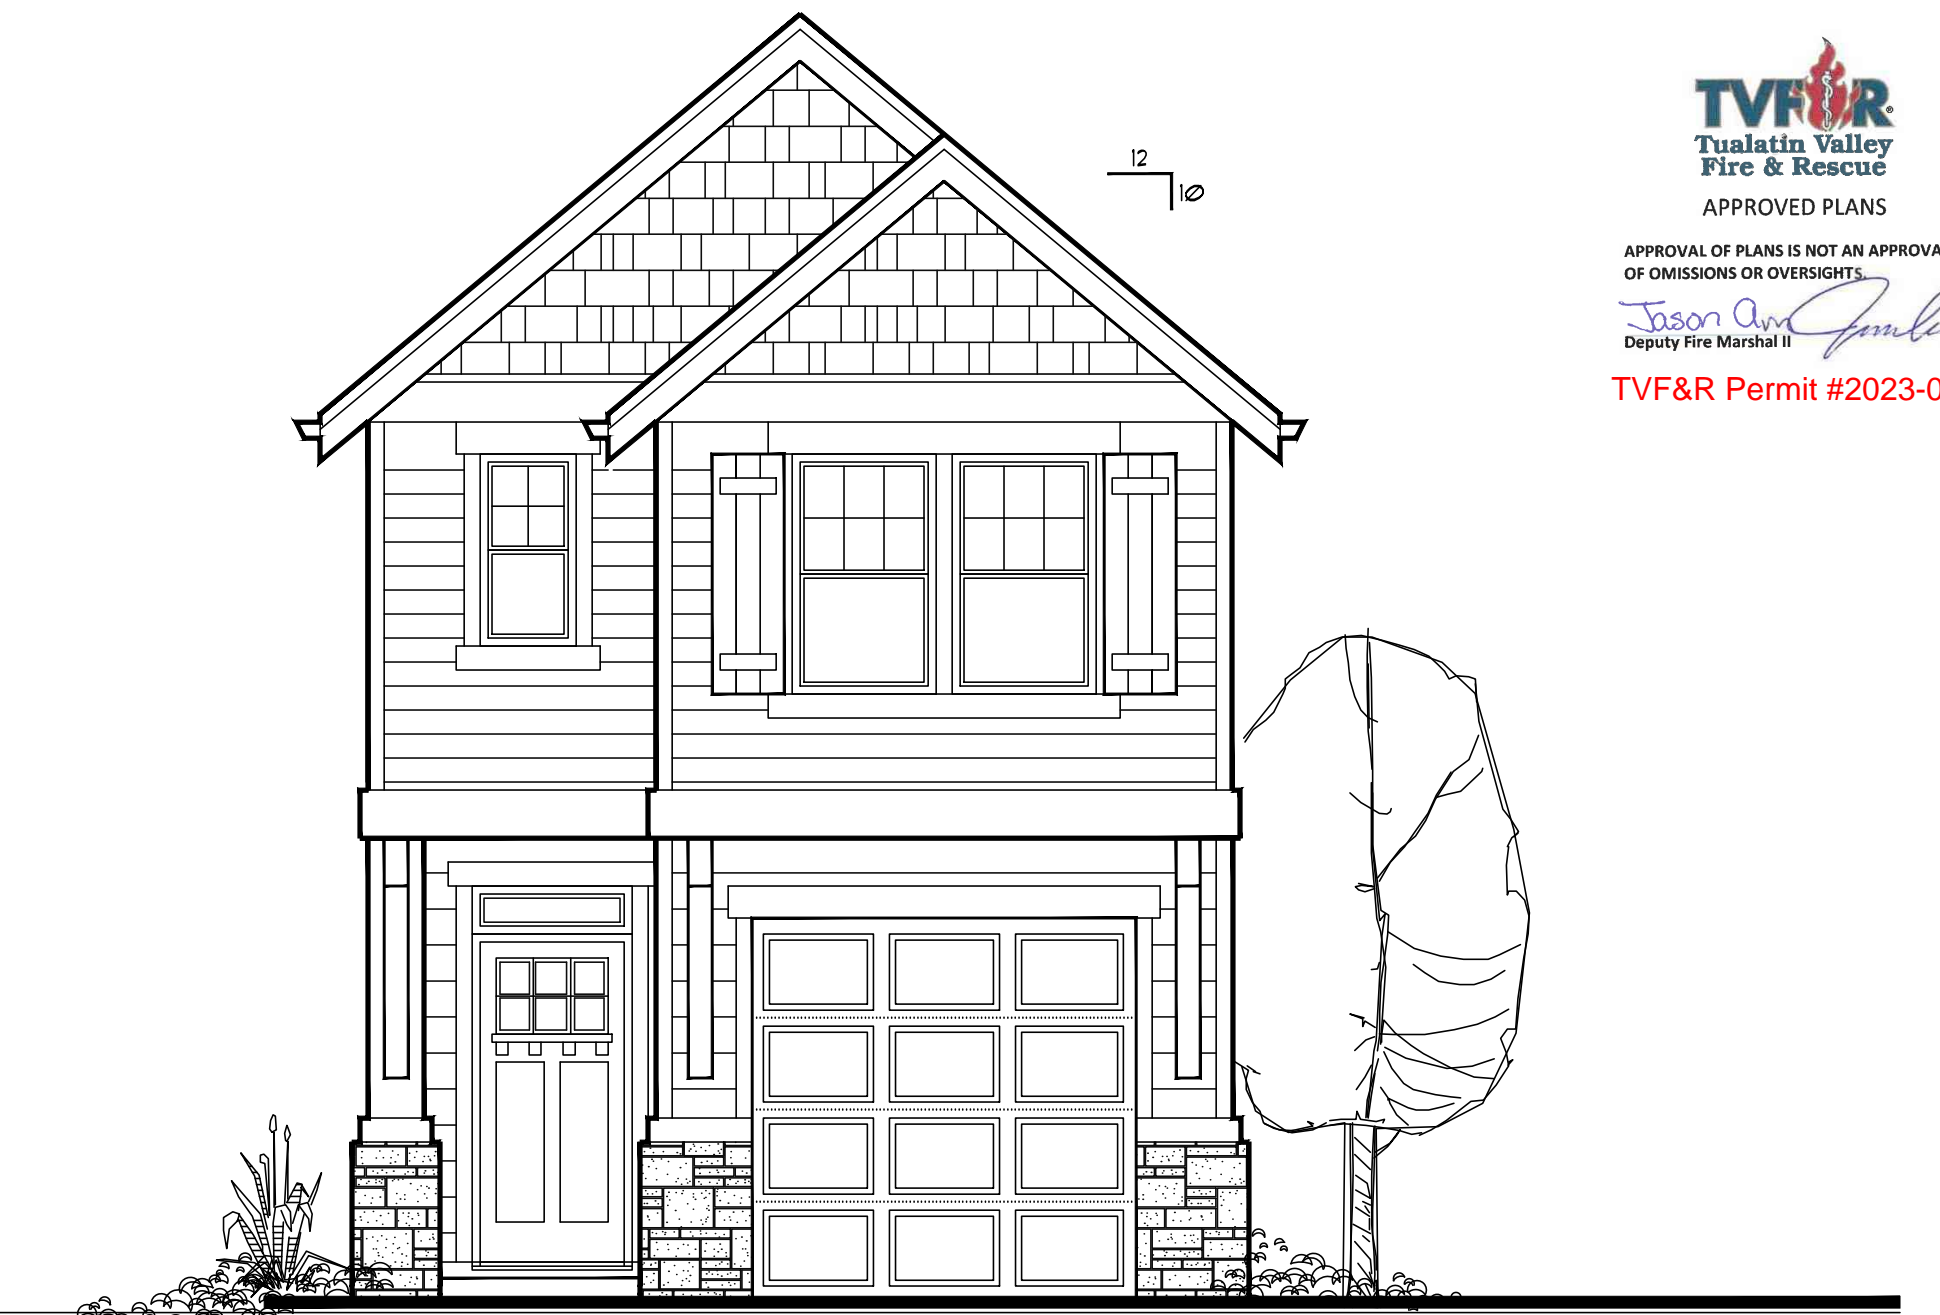 12
10
TVF&R®
Tualatin Valley
Fire & Rescue
APPROVED PLANS
APPROVAL OF PLANS IS NOT AN APPROVA
OF OMISSIONS OR OVERSIGHTS.
Jason
Deputy Fire Marshal II
TVF&R Permit #2023-0